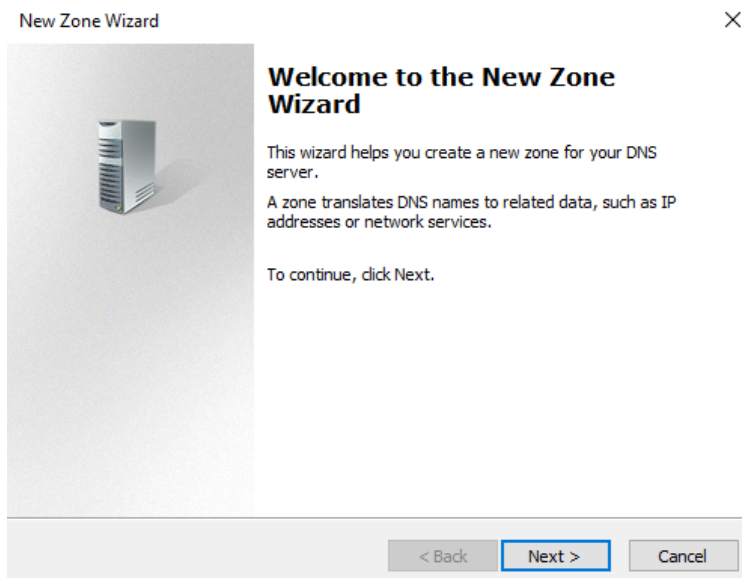 New Zone Wizard
Welcome to the New Zone
Wizard
This wizard helps you create a new zone for your DNS
server.
A zone translates DNS names to related data, such as IP
addresses or network services.
To continue, click Next.
< Back
Next >
Cancel